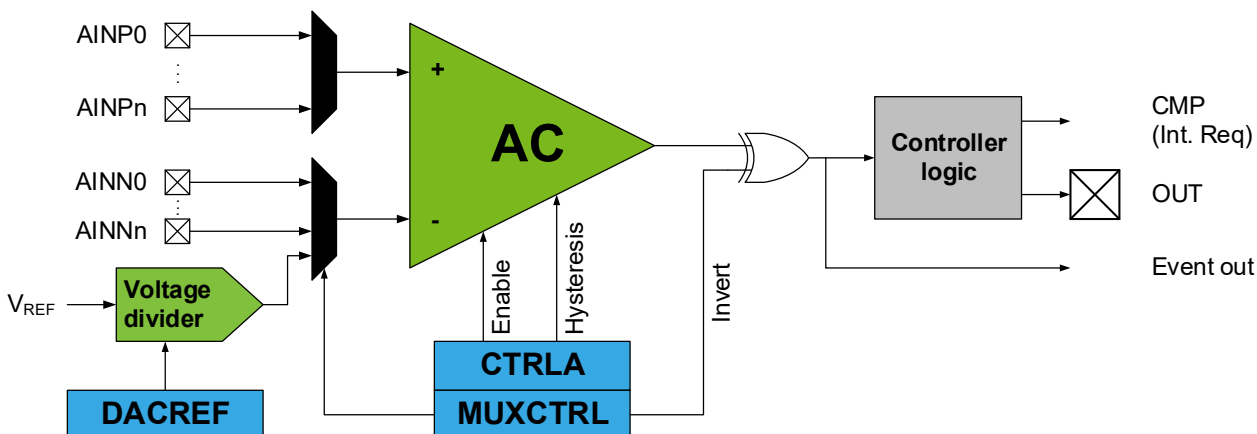 AINP0
AINPn
AINN0
AINNn
VREF
Voltage
divider
DACREF
+
AC
-
Enable
Hysteresis
Invert
CTRLA
MUXCTRL
Controller
logic
CMP
(Int. Req)
OUT
Event out